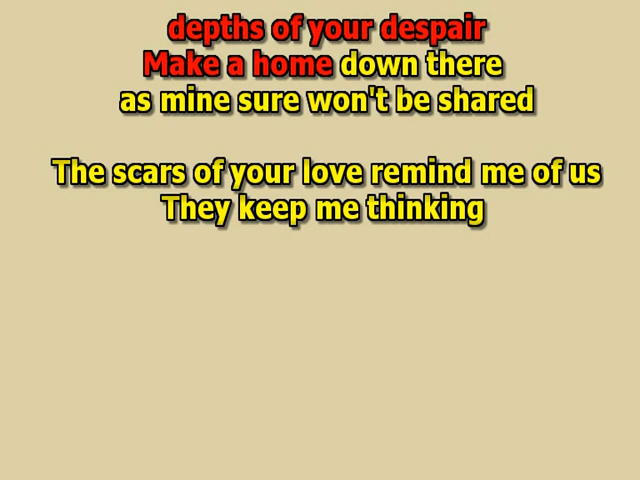 depths of your despair
Make a home down there
as mine sure won't be shared
The scars of your love remind me of us
They keep me thinking